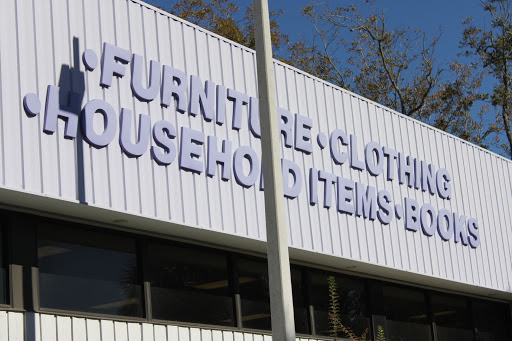 •FURNITURE•CLOTHING
•HOUSEHOLD ITEMS•BOOKS